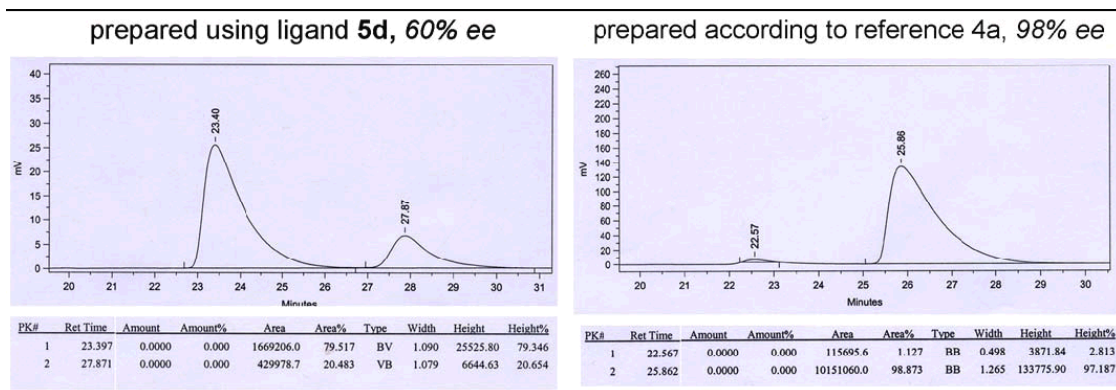 prepared using ligand 5d, 60% ee
40
35
30
25
20
15
10
5
0
mV
23.40
27.87
20 21 22 23 24 25 26 27 28 29 30 31
Minutes
PK# Ret Time Amount Amount% Area Area% Type Width Height Height%
1 23.397 0.0000 0.000 1669206.0 79.517 BV 1.090 25525.80 79.346
2 27.871 0.0000 0.000 429978.7 20.483 VB 1.079 6644.63 20.654
prepared according to reference 4a, 98% ee
260
240
220
200
180
160
140
120
100
80
60
40
20
0
mV
22.57
25.86
20 21 22 23 24 25 26 27 28 29 30
Minutes
PK# Ret Time Amount Amount% Area Area% Type Width Height Height%
1 22.567 0.0000 0.000 115695.6 1.127 BB 0.498 3871.84 2.813
2 25.862 0.0000 0.000 10151060.0 98.873 BB 1.265 133775.90 97.187